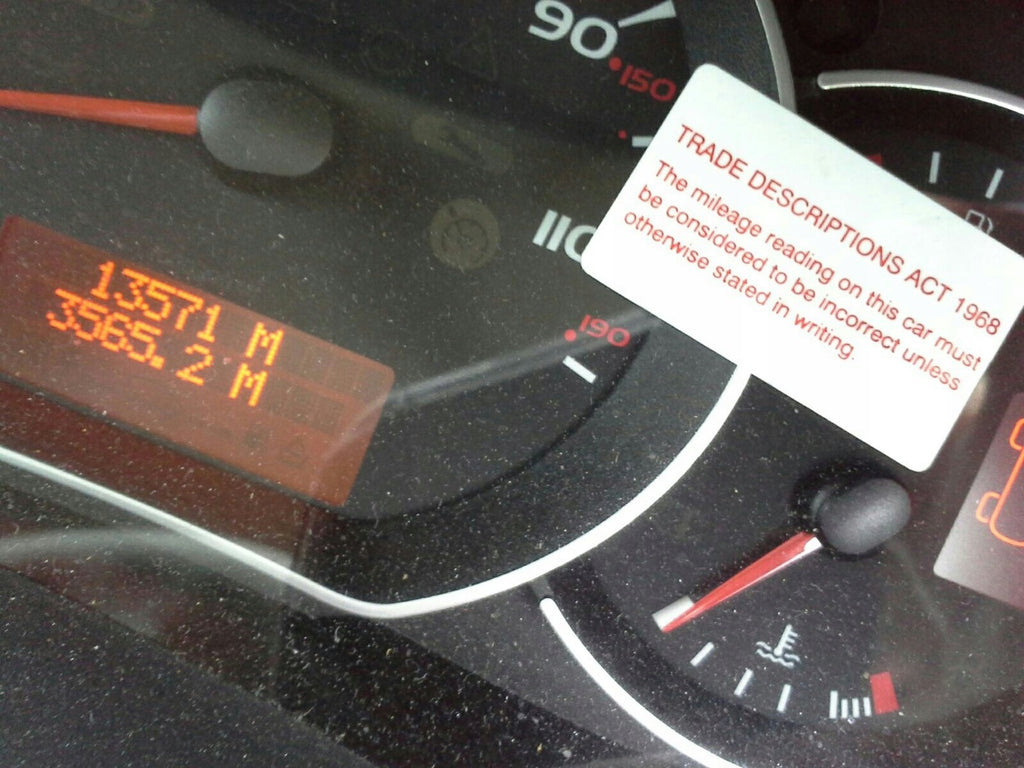 90
150
110
190
13571 M
3565.2 M
TRADE DESCRIPTIONS ACT 1968
The mileage reading on this car must
be considered to be incorrect unless
otherwise stated in writing.